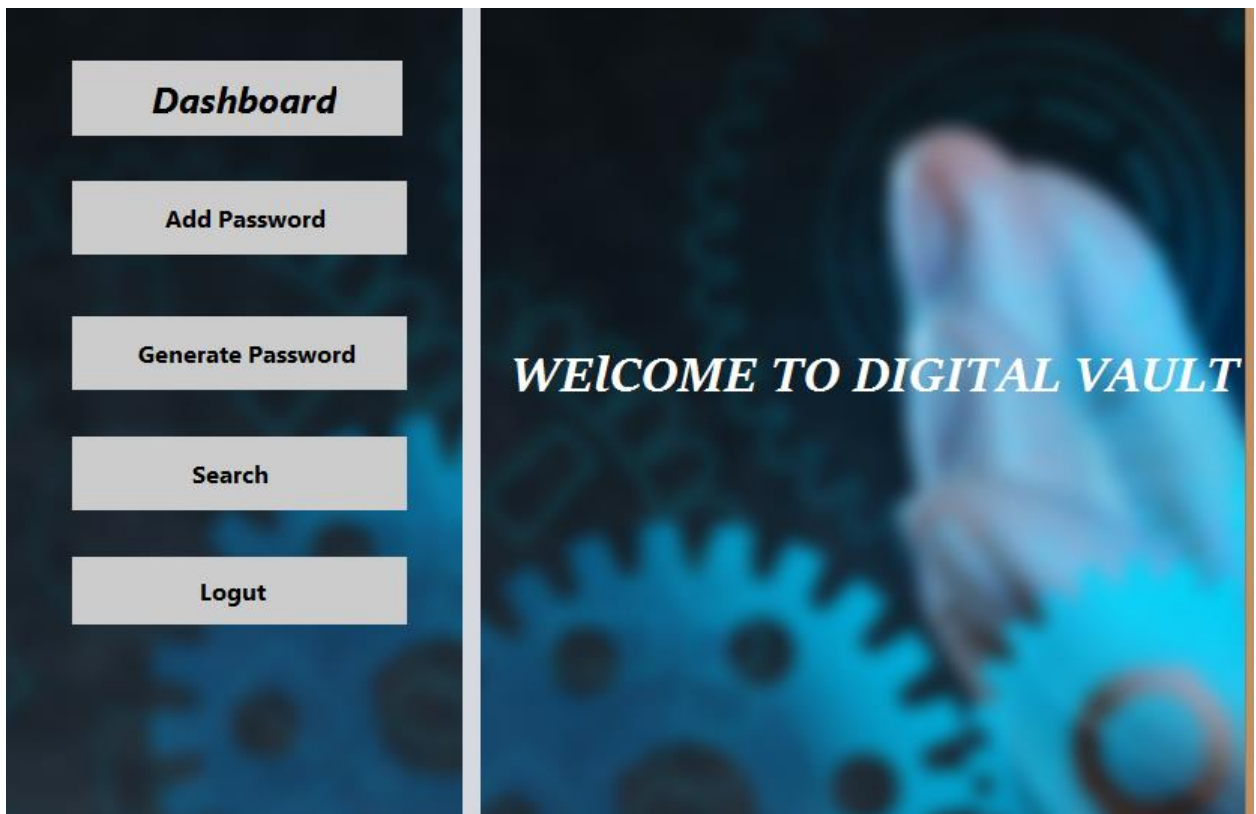 Dashboard
Add Password
Generate Password
Search
Logut
WElCOME TO DIGITAL VAULT